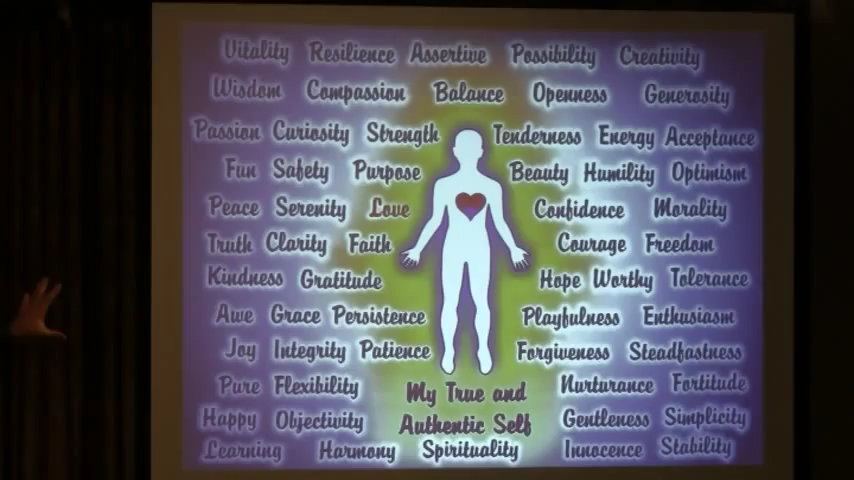 Vitality Resilience Assertive Possibility Creativity
Wisdom Compassion Balance Openness Generosity
Passion Curiosity Strength Tenderness Energy Acceptance
Fun Safety Purpose Beauty Humility Optimism
Peace Serenity Love Confidence Morality
Truth Clarity Faith Courage Freedom
Kindness Gratitude Hope Worthy Tolerance
Awe Grace Persistence Playfulness Enthusiasm
Joy Integrity Patience Forgiveness Steadfastness
Pure Flexibility Nurturance Fortitude
My True and
Happy Objectivity Gentleness Simplicity
Authentic Self
Learning Harmony Spirituality Innocence Stability